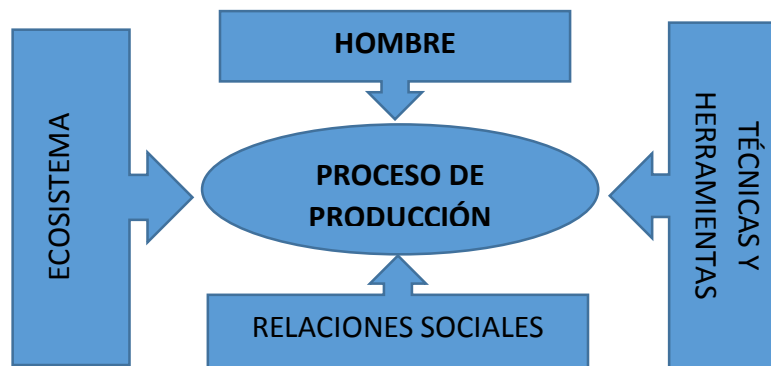 HOMBRE
ECOSISTEMA
PROCESO DE
PRODUCCIÓN
TÉCNICAS Y
HERRAMIENTAS
RELACIONES SOCIALES